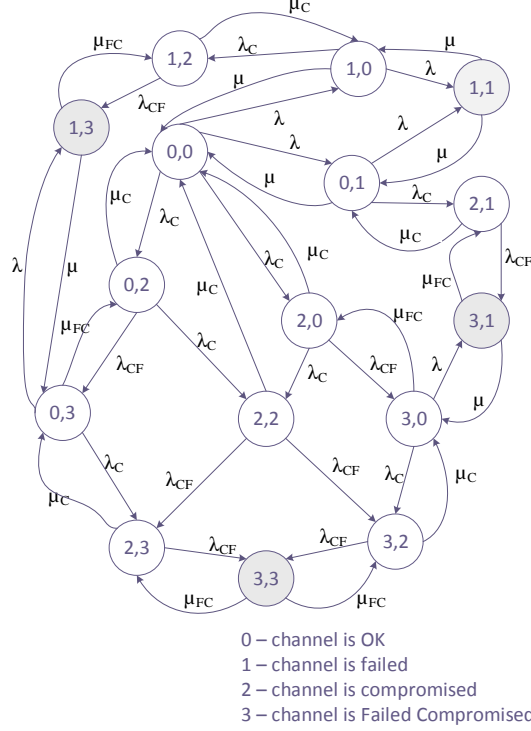 μC
1,2
λC
μFC
1,0
μ
μ
λ
1,1
λCF
1,3
λ
λ
λ
0,0
μ
μC
μ
0,1
λC
2,1
λC
μC
μC
λC
μFC
λCF
λ
μ
μC
0,2
2,0
μFC
3,1
μFC
λC
λCF
λCF
λC
λ
μ
0,3
2,2
3,0
λC
λCF
λCF
λC
μC
μC
2,3
λCF
λCF
3,2
3,3
μFC
μFC
0 – channel is OK
1 – channel is failed
2 – channel is compromised
3 – channel is Failed Compromised